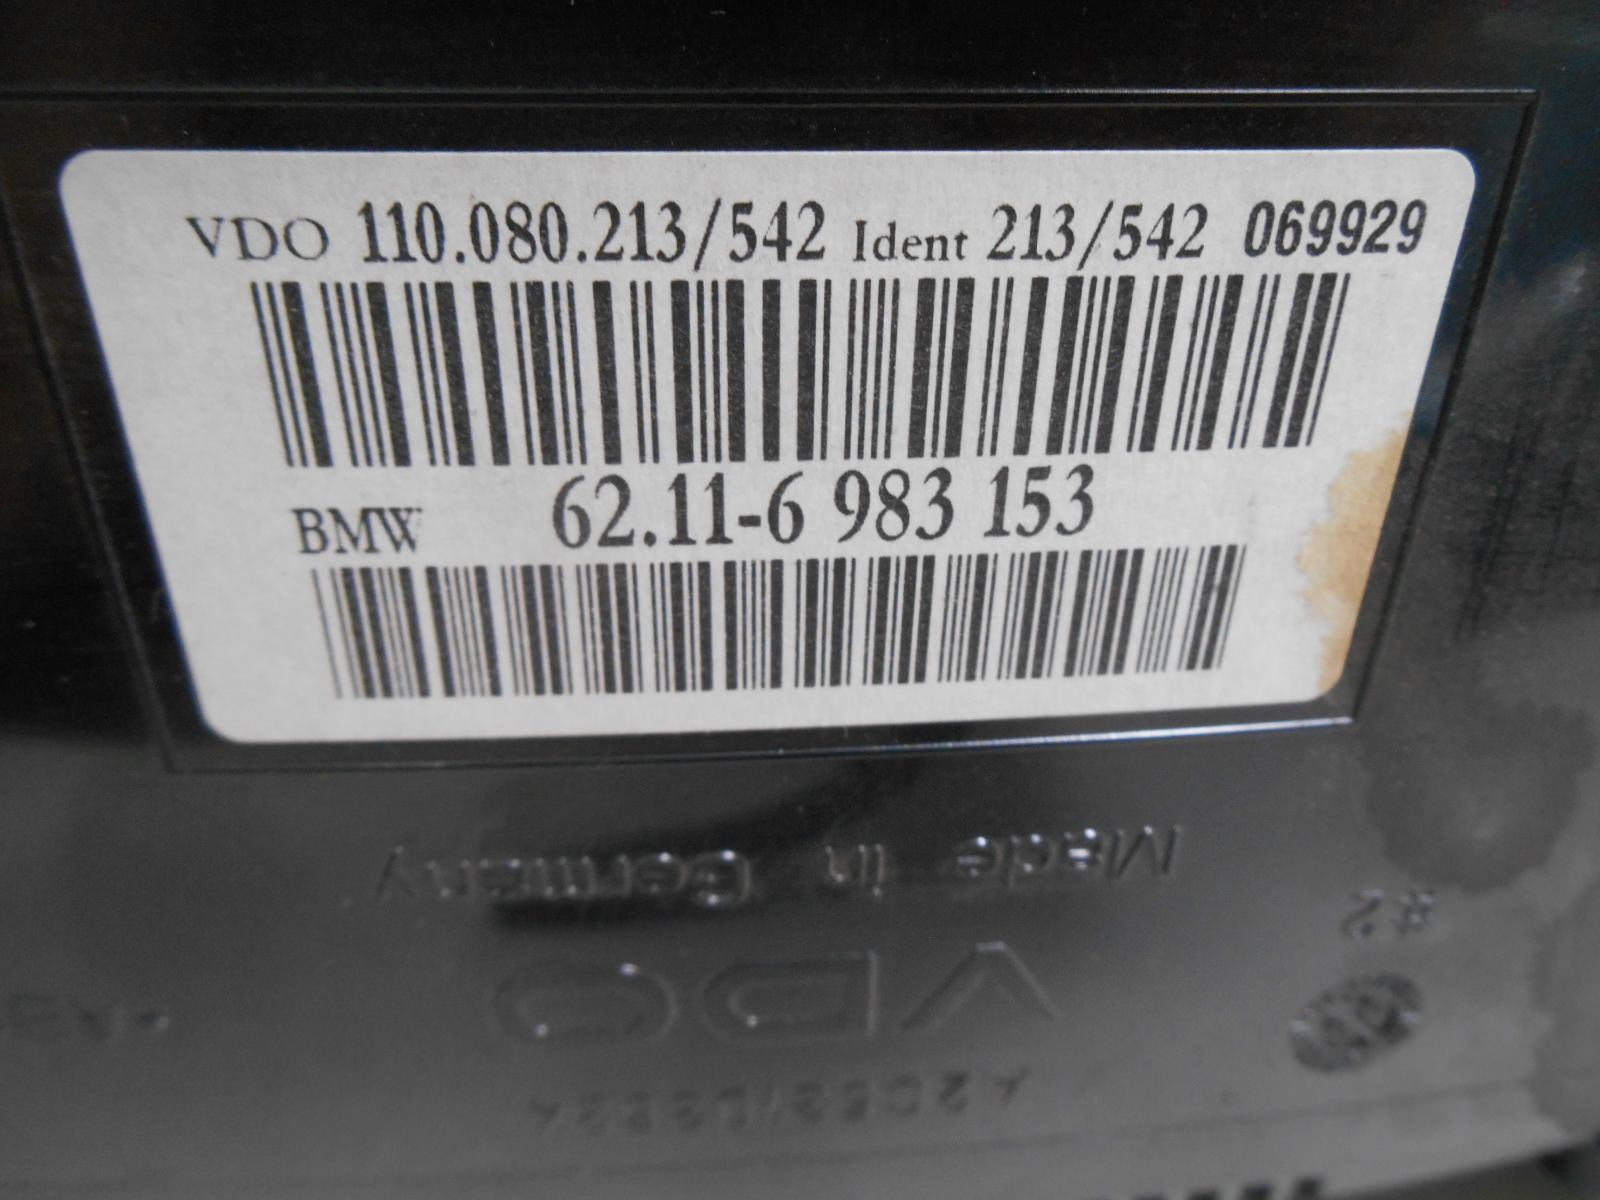 VDO 110.080.213/542 Ident 213/542 069929
BMW 62.11-6 983 153
Made in Germany
#2
VDO